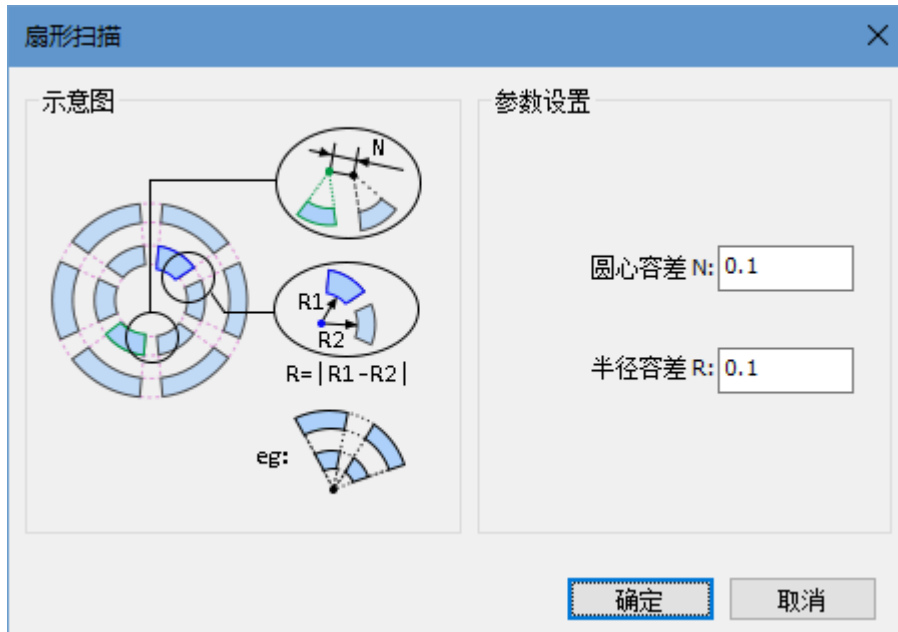 扇形扫描
示意图
N
R1
R2
R=|R1-R2|
eg:
参数设置
圆心容差 N: 0.1
半径容差 R: 0.1
确定 取消